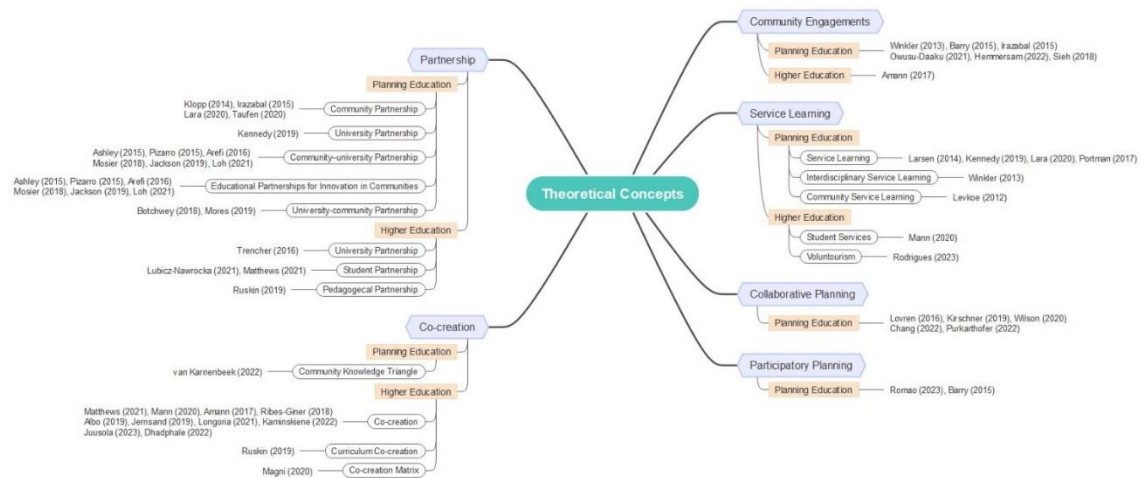 Theoretical Concepts
Partnership
Planning Education
Klopp (2014), Irazabal (2015)
Lara (2020), Taufen (2020)
Community Partnership
Kennedy (2019)
University Partnership
Ashley (2015), Pizarro (2015), Arefi (2016)
Mosier (2018), Jackson (2019), Loh (2021)
Community–university Partnership
Ashley (2015), Pizarro (2015), Arefi (2016)
Mosier (2018), Jackson (2019), Loh (2021)
Educational Partnerships for Innovation in Communities
Botchwey (2018), Mores (2019)
University-community Partnership
Higher Education
Trencher (2016)
University Partnership
Lubicz-Nawrocka (2021), Matthews (2021)
Student Partnership
Ruskin (2019)
Pedagogecal Partnership
Co-creation
Planning Education
van Karnenbeek (2022)
Community Knowledge Triangle
Higher Education
Matthews (2021), Mann (2020), Amann (2017), Ribes-Giner (2018)
Albo (2019), Jernsand (2019), Longoria (2021), Kaminskiene (2022)
Juusola (2023), Dhadphale (2022)
Co-creation
Ruskin (2019)
Curriculum Co-creation
Magni (2020)
Co-creation Matrix
Community Engagements
Planning Education
Winkler (2013), Barry (2015), Irazabal (2015)
Owusu-Daaku (2021), Hemmersam (2022), Sieh (2018)
Higher Education
Amann (2017)
Service Learning
Planning Education
Service Learning
Larsen (2014), Kennedy (2019), Lara (2020), Portman (2017)
Interdisciplinary Service Learning
Winkler (2013)
Community Service Learning
Levkoe (2012)
Higher Education
Student Services
Mann (2020)
Voluntourism
Rodrigues (2023)
Collaborative Planning
Planning Education
Lovren (2016), Kirschner (2019), Wilson (2020)
Chang (2022), Purkarthofer (2022)
Participatory Planning
Planning Education
Romao (2023), Barry (2015)